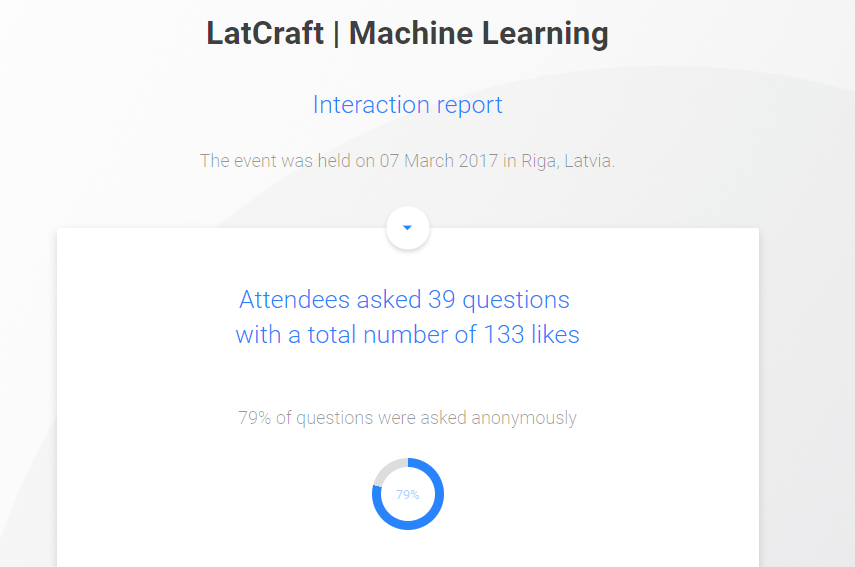 LatCraft | Machine Learning
Interaction report
The event was held on 07 March 2017 in Riga, Latvia.
Attendees asked 39 questions
with a total number of 133 likes
79% of questions were asked anonymously
79%